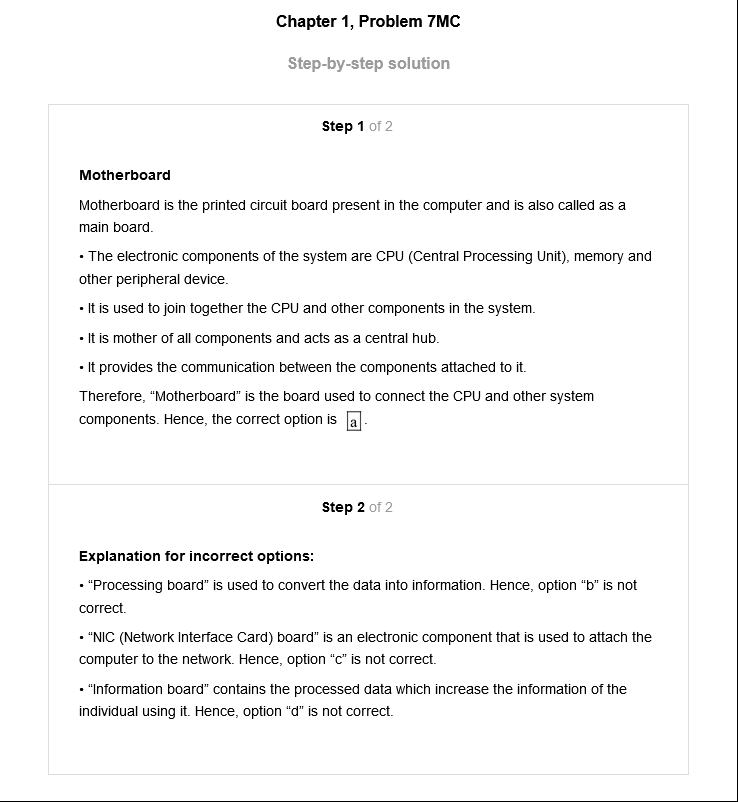 Chapter 1, Problem 7MC
Step-by-step solution
Step 1 of 2
Motherboard
Motherboard is the printed circuit board present in the computer and is also called as a
main board.
• The electronic components of the system are CPU (Central Processing Unit), memory and
other peripheral device.
• It is used to join together the CPU and other components in the system.
• It is mother of all components and acts as a central hub.
• It provides the communication between the components attached to it.
Therefore, “Motherboard” is the board used to connect the CPU and other system
components. Hence, the correct option is a .
Step 2 of 2
Explanation for incorrect options:
• “Processing board” is used to convert the data into information. Hence, option “b” is not
correct.
• “NIC (Network Interface Card) board” is an electronic component that is used to attach the
computer to the network. Hence, option “c” is not correct.
• “Information board” contains the processed data which increase the information of the
individual using it. Hence, option “d” is not correct.